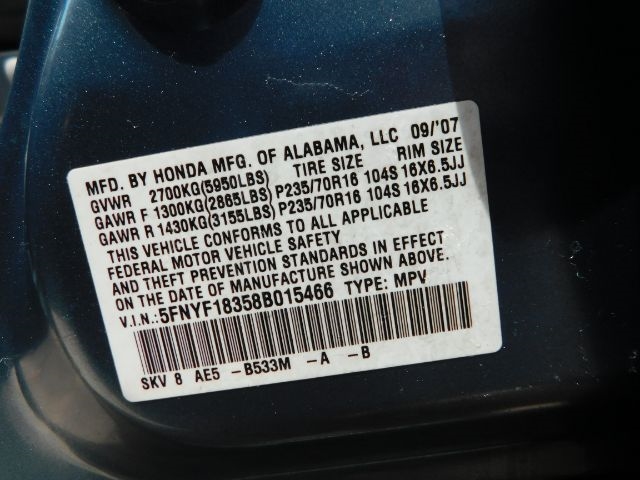 MFD. BY HONDA MFG. OF ALABAMA, LLC 09/'07
GVWR 2700KG(5950LBS) TIRE SIZE RIM SIZE
GAWR F 1300KG(2865LBS) P235/70R16 104S 16X6.5JJ
GAWR R 1430KG(3155LBS) P235/70R16 104S 16X6.5JJ
THIS VEHICLE CONFORMS TO ALL APPLICABLE
FEDERAL MOTOR VEHICLE SAFETY
AND THEFT PREVENTION STANDARDS IN EFFECT
ON THE DATE OF MANUFACTURE SHOWN ABOVE.
V.I.N.:5FNYF18358B015466 TYPE: MPV
SKV 8 AE5 -B533M -A -B